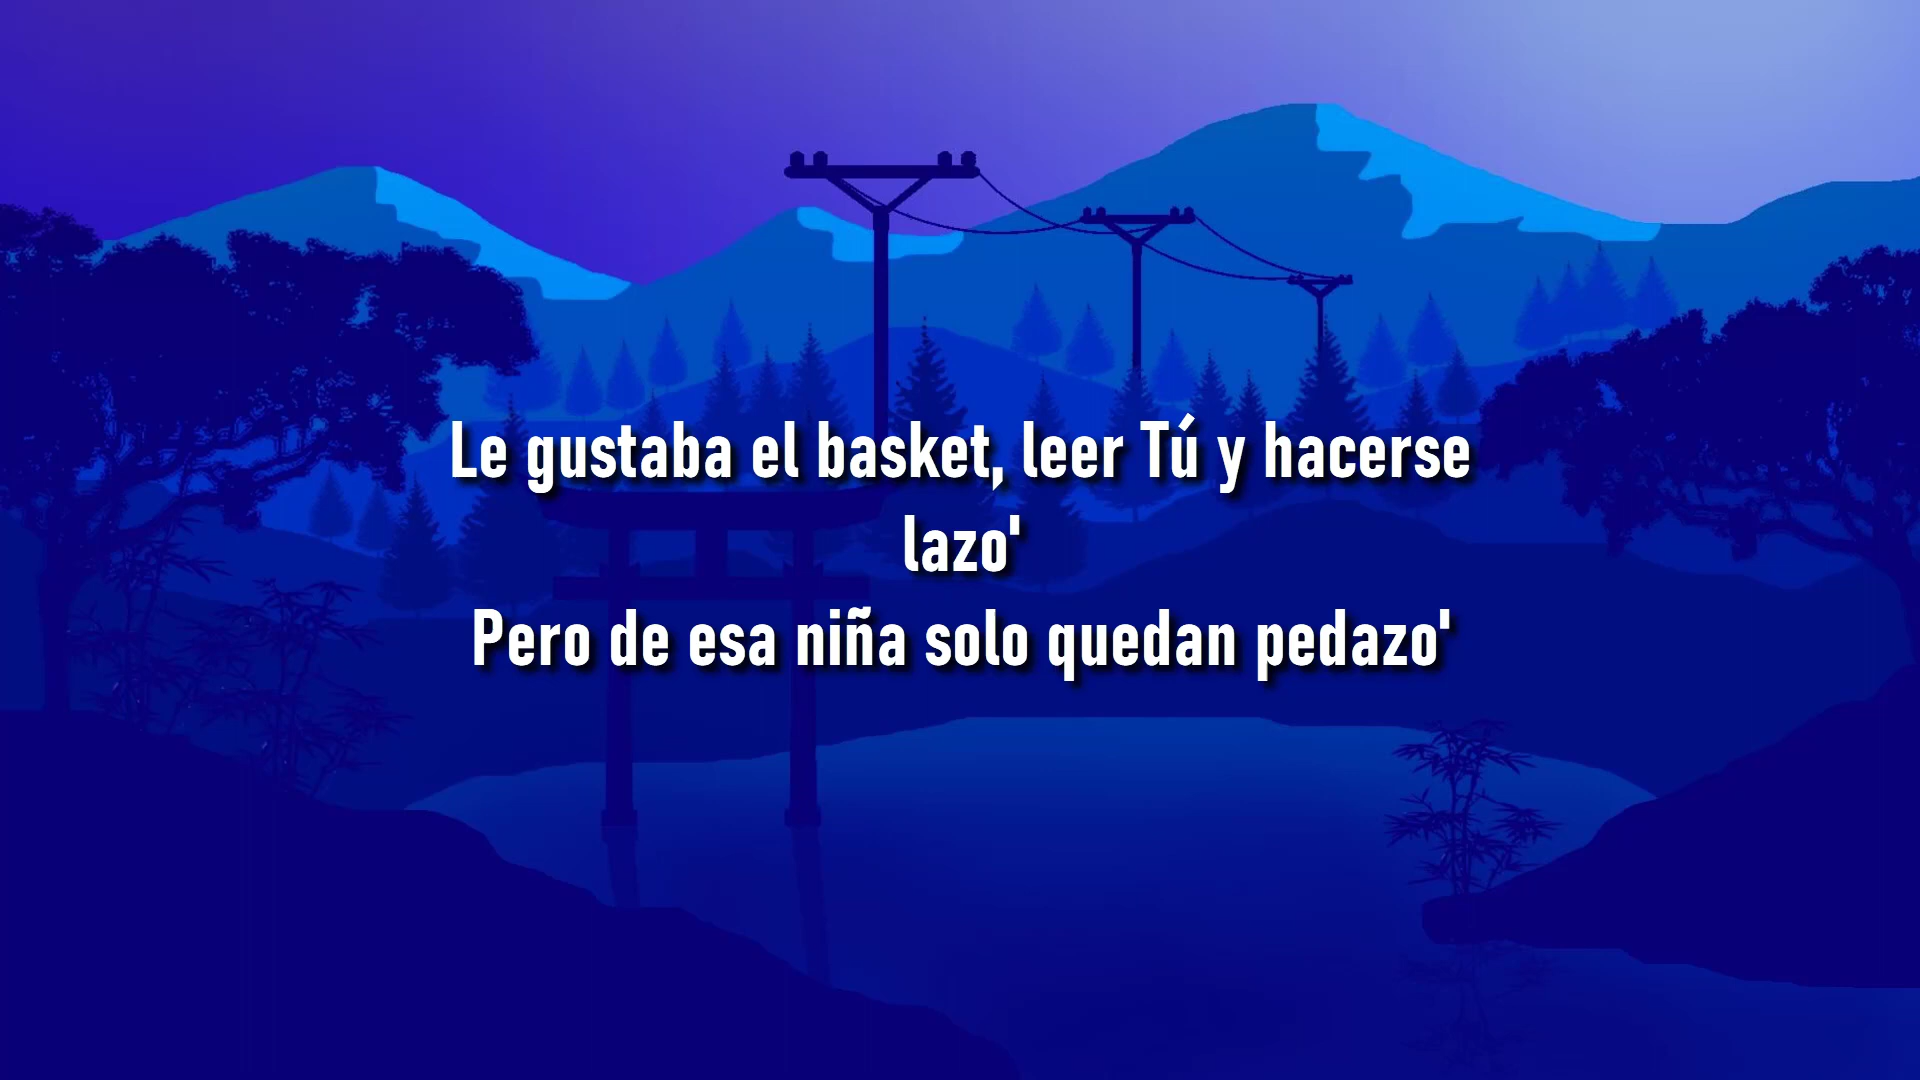 Le gustaba el basket, leer Tú y hacerse
lazo'
Pero de esa niña solo quedan pedazo'